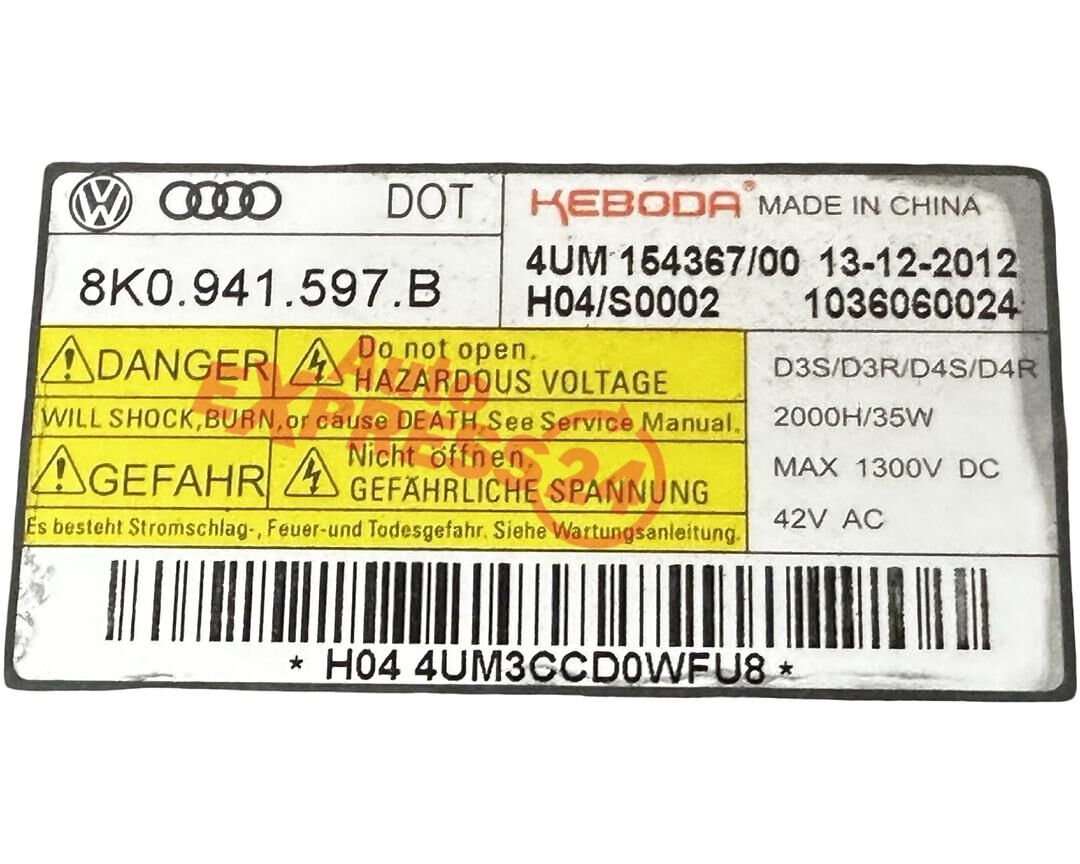 DOT
KEBODA® MADE IN CHINA
8K0.941.597.B
4UM 154367/00 13-12-2012
H04/S0002 1036060024
DANGER
Do not open.
HAZARDOUS VOLTAGE
WILL SHOCK,BURN,or cause DEATH,See Service Manual.
GEFAHR
Nicht öffnen.
GEFÄHRLICHE SPANNUNG
Es besteht Stromschlag-, Feuer-und Todesgefahr. Siehe Wartungsanleitung.
D3S/D3R/D4S/D4R
2000H/35W
MAX 1300V DC
42V AC
* H04 4UM3CCD0WFU8 *
Auto
EXPRESS24